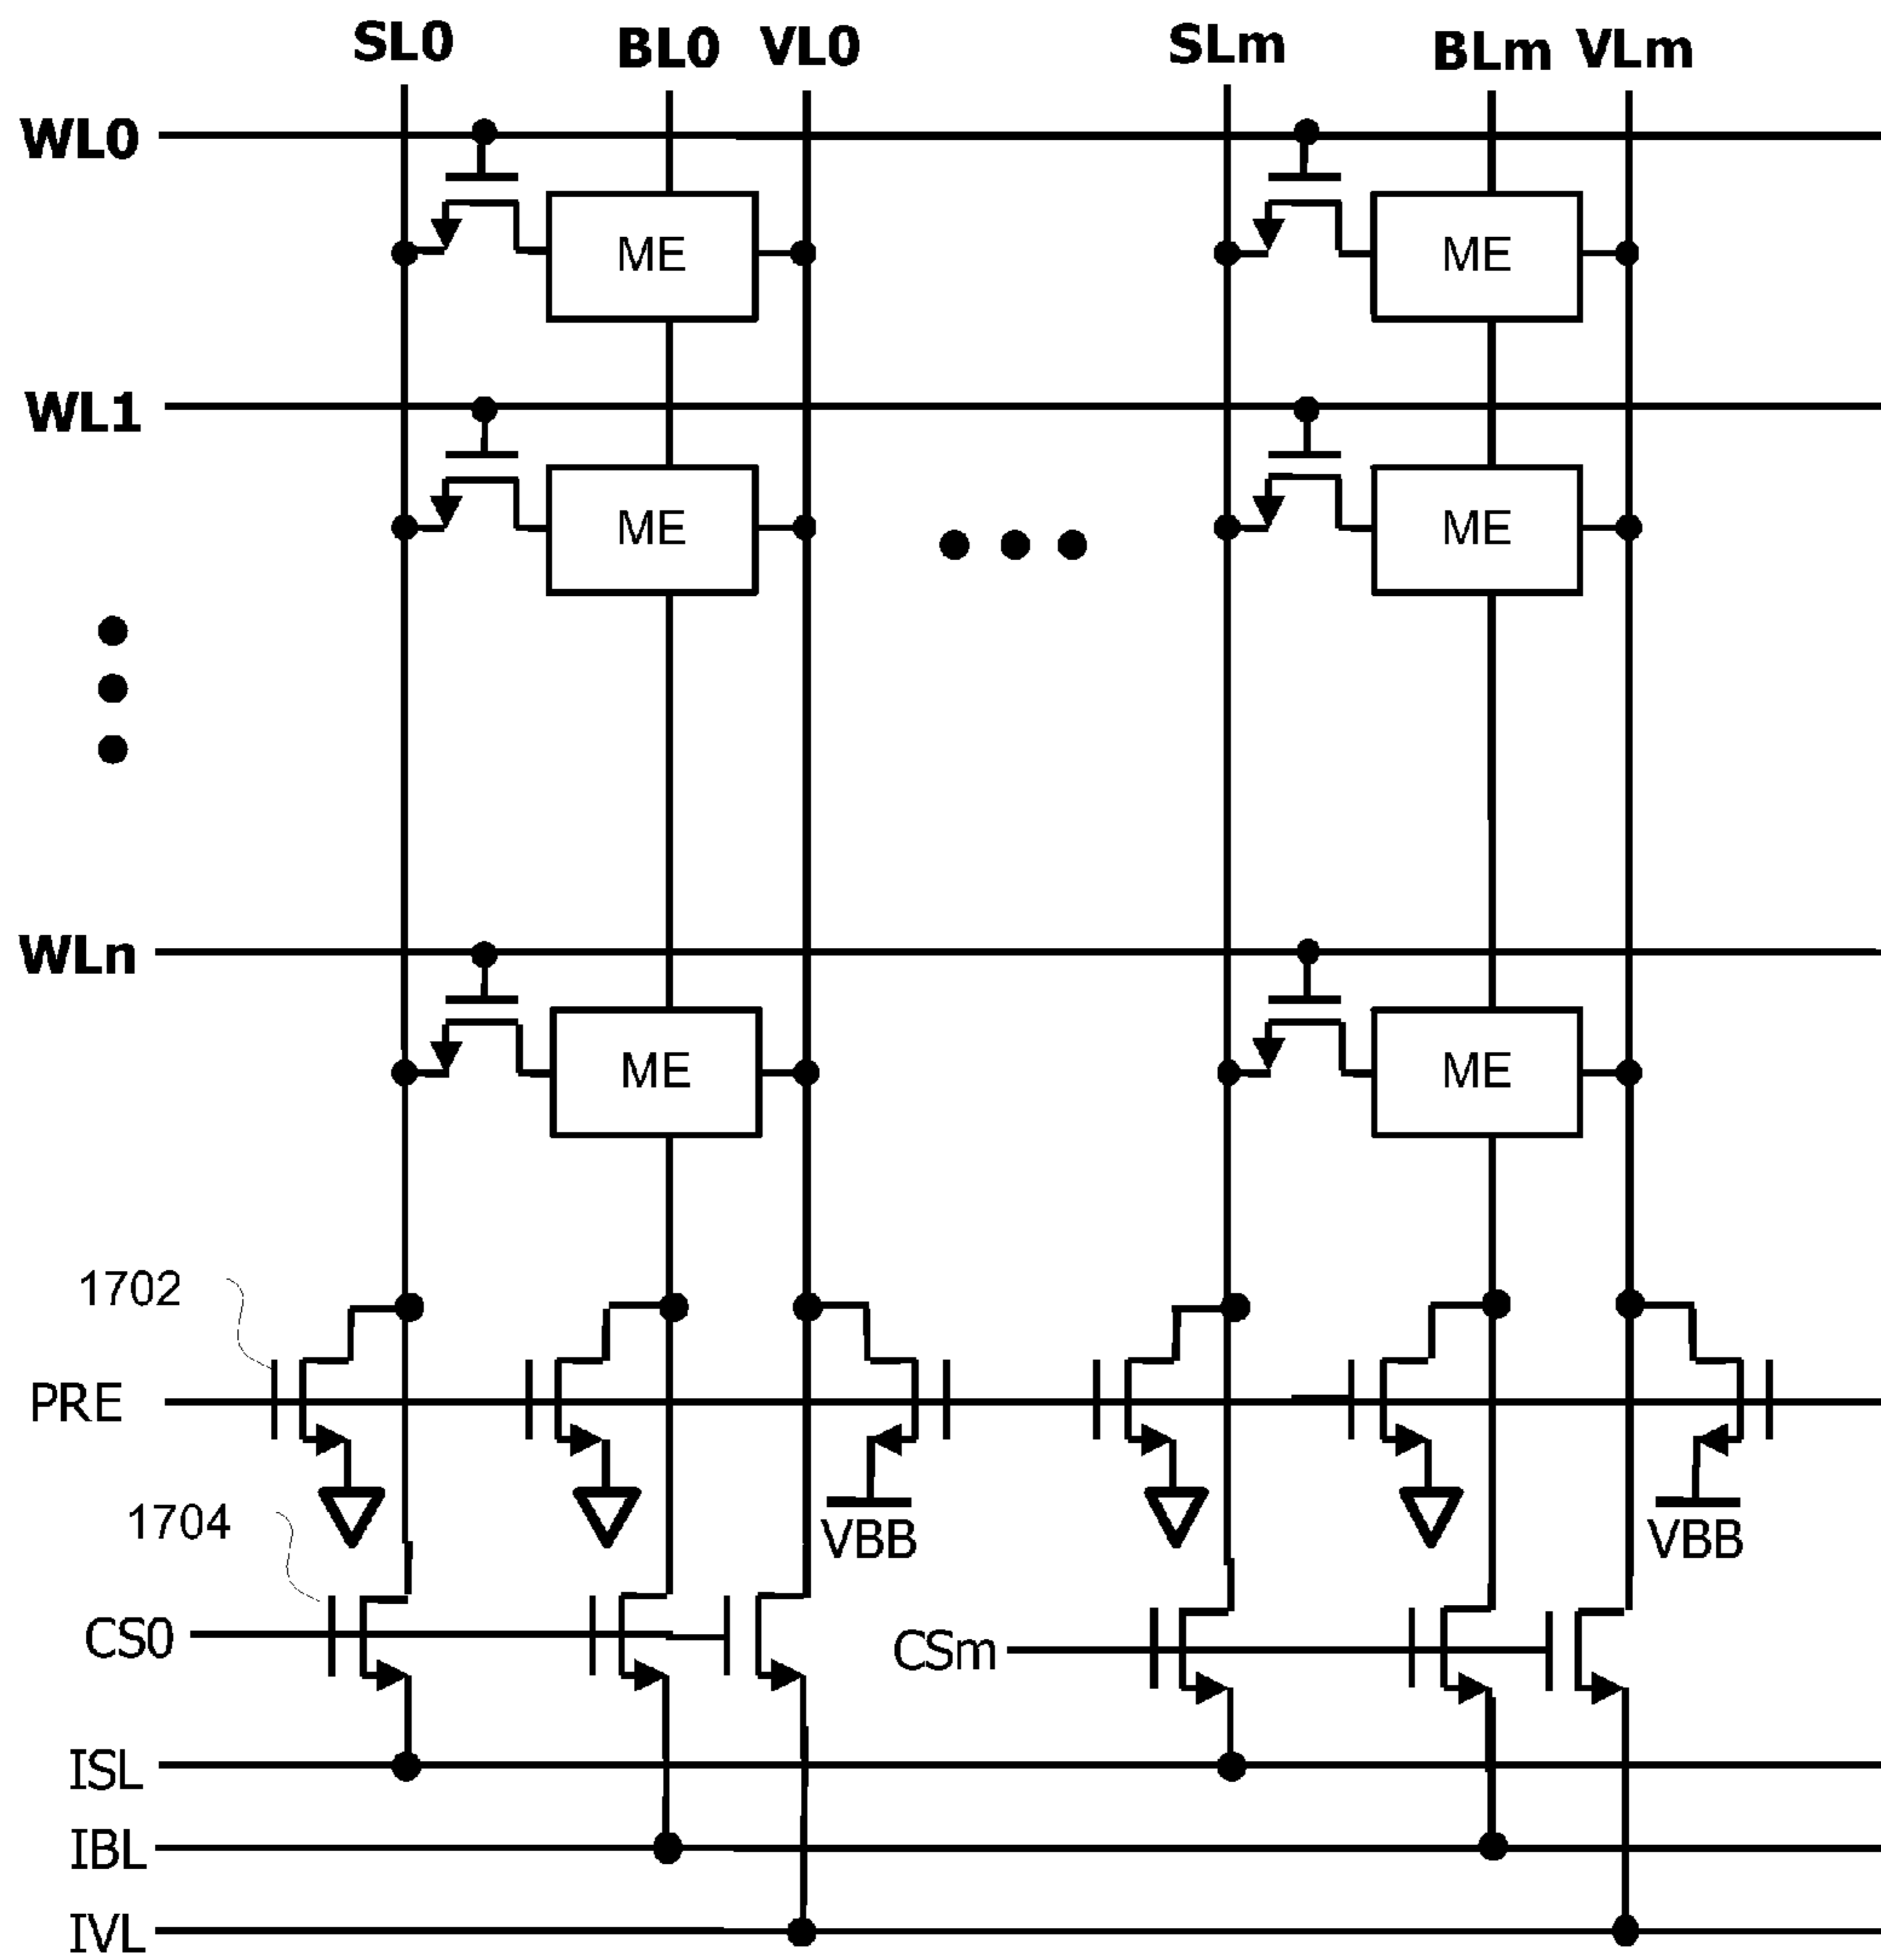 SL0 BL0 VL0 SLm BLm VLm
WL0
ME ME
WL1
ME ME
WLn
ME ME
1702
PRE
1704
VBB VBB
CS0 CSm
ISL
IBL
IVL